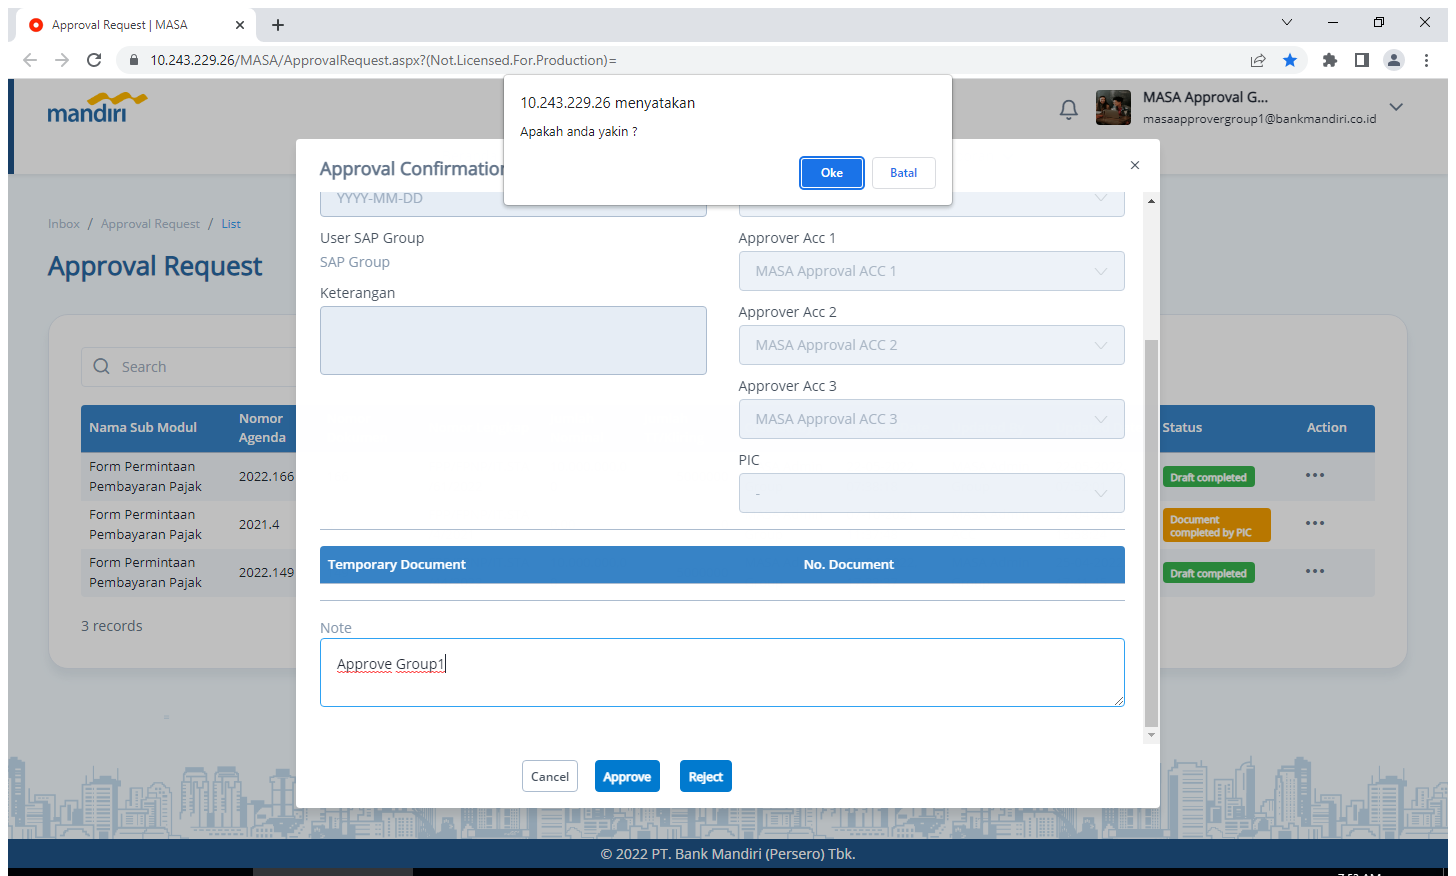 Approval Request | MASA
10.243.229.26/MASA/ApprovalRequest.aspx?(Not.Licensed.For.Production)=
mandiri
MASA Approval G...
masaapprovergroup1@bankmandiri.co.id
10.243.229.26 menyatakan
Apakah anda yakin ?
Oke
Batal
Inbox / Approval Request / List
Approval Request
Search
Nama Sub Modul
Nomor
Agenda
Status
Action
Form Permintaan
Pembayaran Pajak
2022.166
Draft completed
Form Permintaan
Pembayaran Pajak
2021.4
Document
completed by PIC
Form Permintaan
Pembayaran Pajak
2022.149
Draft completed
3 records
Approval Confirmation
YYYY-MM-DD
User SAP Group
SAP Group
Keterangan
Approver Acc 1
MASA Approval ACC 1
Approver Acc 2
MASA Approval ACC 2
Approver Acc 3
MASA Approval ACC 3
PIC
-
Temporary Document
No. Document
Note
Approve Group1
Cancel
Approve
Reject
© 2022 PT. Bank Mandiri (Persero) Tbk.